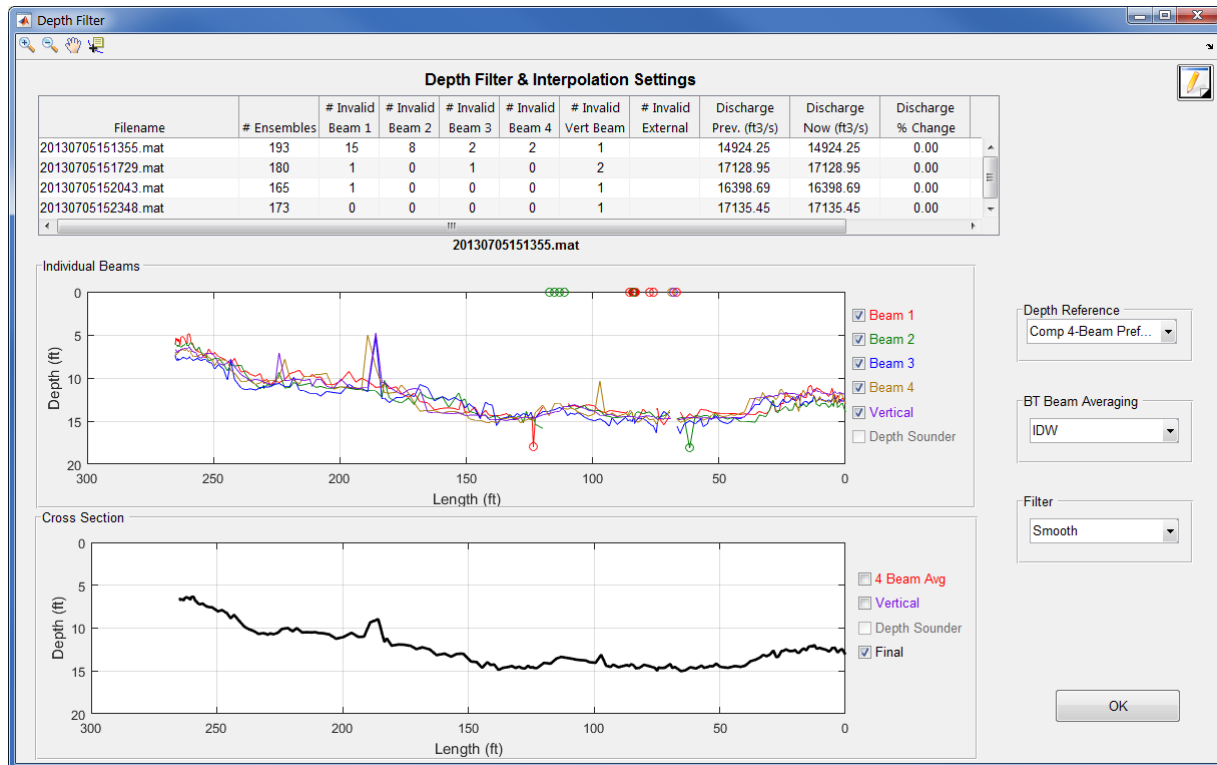 Depth Filter
Depth Filter & Interpolation Settings
# Invalid # Invalid # Invalid # Invalid # Invalid # Invalid Discharge Discharge Discharge
Filename # Ensembles Beam 1 Beam 2 Beam 3 Beam 4 Vert Beam External Prev. (ft3/s) Now (ft3/s) % Change
20130705151355.mat 193 15 8 2 2 1 14924.25 14924.25 0.00
20130705151729.mat 180 1 0 1 0 2 17128.95 17128.95 0.00
20130705152043.mat 165 1 0 0 0 1 16398.69 16398.69 0.00
20130705152348.mat 173 0 0 0 0 1 17135.45 17135.45 0.00
20130705151355.mat
Individual Beams
0
5
10
15
20
Depth (ft)
300 250 200 150 100 50 0
Length (ft)
Beam 1
Beam 2
Beam 3
Beam 4
Vertical
Depth Sounder
Depth Reference
Comp 4-Beam Pref...
BT Beam Averaging
IDW
Filter
Smooth
Cross Section
0
5
10
15
20
Depth (ft)
300 250 200 150 100 50 0
Length (ft)
4 Beam Avg
Vertical
Depth Sounder
Final
OK